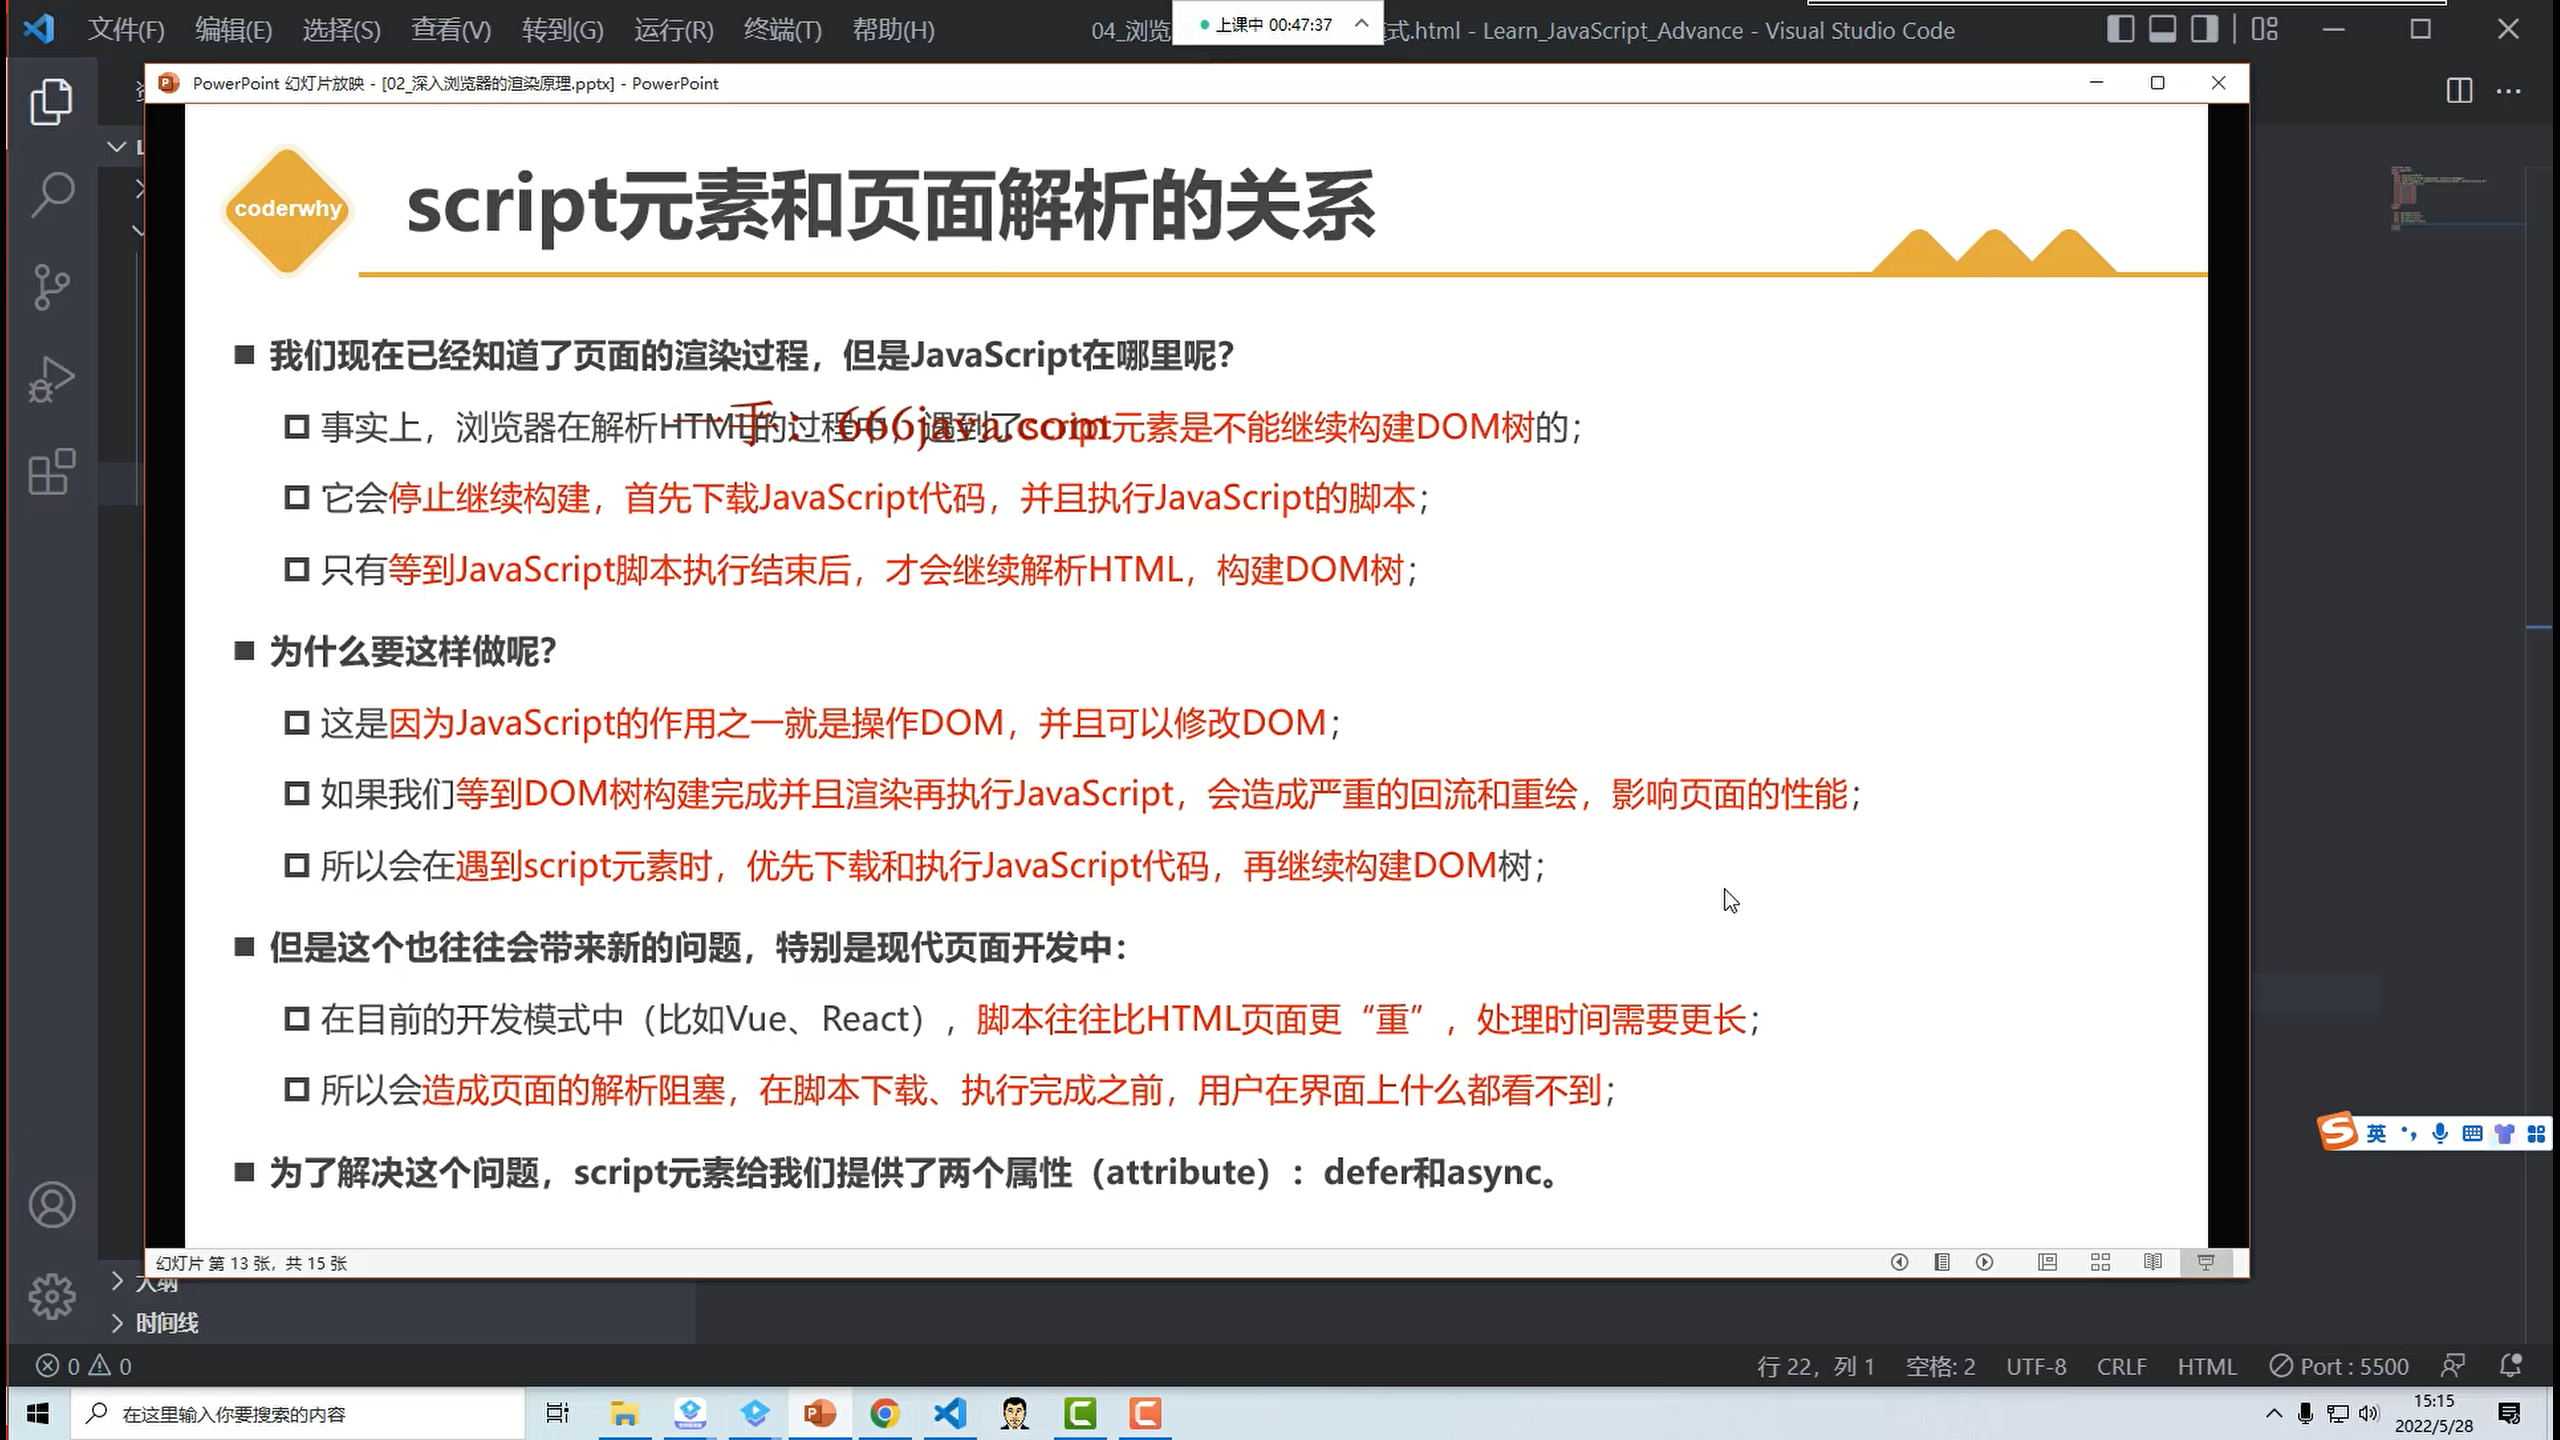 文件(F) 编辑(E) 选择(S) 查看(V) 转到(G) 运行(R) 终端(T) 帮助(H) 04_浏览 上课中 00:47:37 式.html - Learn_JavaScript_Advance - Visual Studio Code
PowerPoint 幻灯片放映 - [02_深入浏览器的渲染原理.pptx] - PowerPoint
coderwhy
script元素和页面解析的关系
我们现在已经知道了页面的渲染过程，但是JavaScript在哪里呢？
事实上，浏览器在解析HTML的过程中，遇到了script元素是不能继续构建DOM树的；
一手：666java.com
它会停止继续构建，首先下载JavaScript代码，并且执行JavaScript的脚本；
只有等到JavaScript脚本执行结束后，才会继续解析HTML，构建DOM树；
为什么要这样做呢？
这是因为JavaScript的作用之一就是操作DOM，并且可以修改DOM；
如果我们等到DOM树构建完成并且渲染再执行JavaScript，会造成严重的回流和重绘，影响页面的性能；
所以会在遇到script元素时，优先下载和执行JavaScript代码，再继续构建DOM树；
但是这个也往往会带来新的问题，特别是现代页面开发中：
在目前的开发模式中（比如Vue、React），脚本往往比HTML页面更“重”，处理时间需要更长；
所以会造成页面的解析阻塞，在脚本下载、执行完成之前，用户在界面上什么都看不到；
为了解决这个问题，script元素给我们提供了两个属性（attribute）：defer和async。
英
幻灯片 第 13 张，共 15 张
大纲
时间线
0 0 行 22，列 1 空格: 2 UTF-8 CRLF HTML Port : 5500
在这里输入你要搜索的内容
15:15
2022/5/28